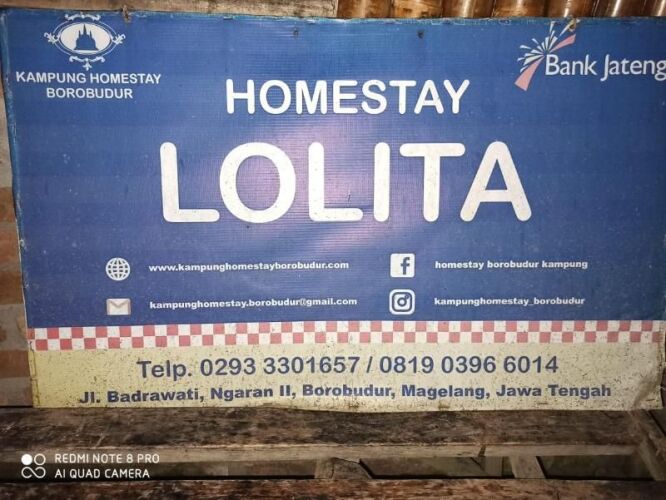 KAMPUNG HOMESTAY
BOROBUDUR
Bank Jateng
HOMESTAY
LOLITA
www.kampunghomestayborobudur.com
homestay borobudur kampung
kampunghomestay.borobudur@gmail.com
kampunghomestay_borobudur
Telp. 0293 3301657 / 0819 0396 6014
Jl. Badrawati, Ngaran II, Borobudur, Magelang, Jawa Tengah
REDMI NOTE 8 PRO
AI QUAD CAMERA